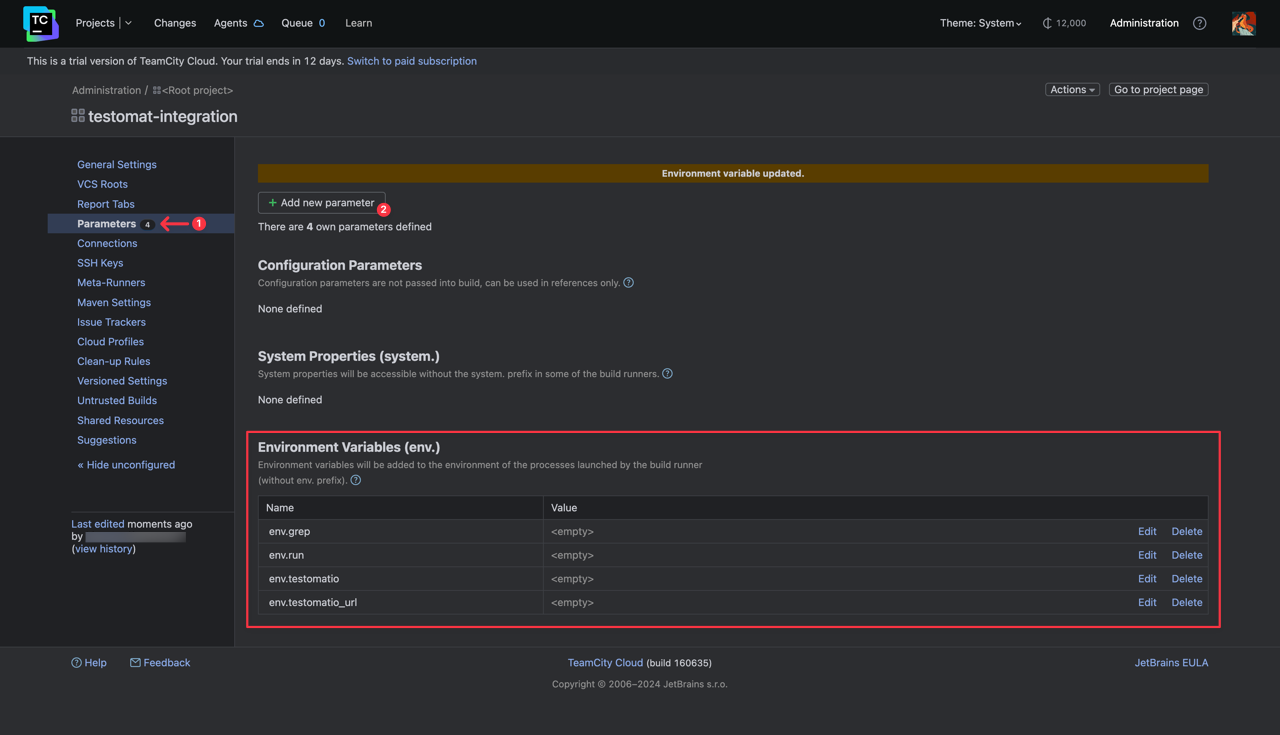 TC Projects Changes Agents Queue 0 Learn Theme: System 12,000 Administration
This is a trial version of TeamCity Cloud. Your trial ends in 12 days. Switch to paid subscription
Administration / <Root project> Actions Go to project page
testomat-integration
General Settings
VCS Roots
Report Tabs
Parameters 4 1
Connections
SSH Keys
Meta-Runners
Maven Settings
Issue Trackers
Cloud Profiles
Clean-up Rules
Versioned Settings
Untrusted Builds
Shared Resources
Suggestions
« Hide unconfigured
Last edited moments ago
by
(view history)
Environment variable updated.
+ Add new parameter 2
There are 4 own parameters defined
Configuration Parameters
Configuration parameters are not passed into build, can be used in references only. ?
None defined
System Properties (system.)
System properties will be accessible without the system. prefix in some of the build runners. ?
None defined
Environment Variables (env.)
Environment variables will be added to the environment of the processes launched by the build runner
(without env. prefix). ?
Name Value
env.grep <empty> Edit Delete
env.run <empty> Edit Delete
env.testomatio <empty> Edit Delete
env.testomatio_url <empty> Edit Delete
? Help Feedback TeamCity Cloud (build 160635) JetBrains EULA
Copyright © 2006–2024 JetBrains s.r.o.